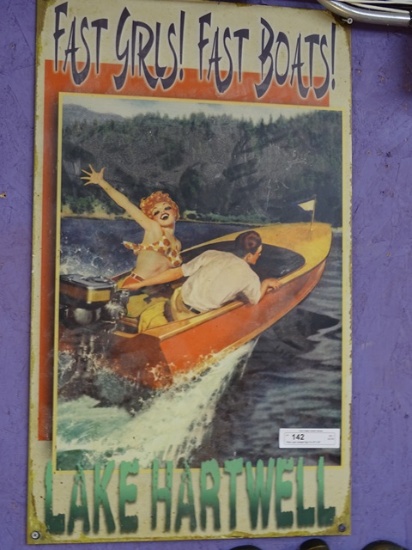 FAST GIRLS! FAST BOATS!
142
LAKE HARTWELL